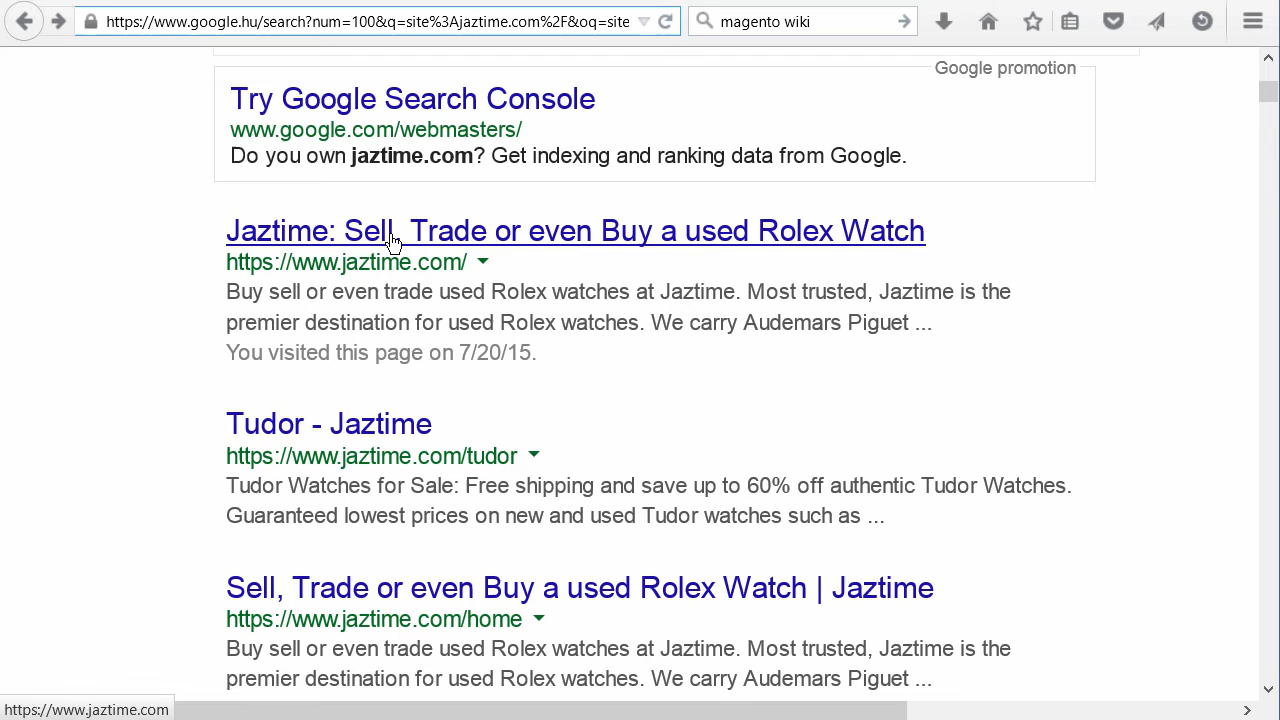 https://www.google.hu/search?num=100&q=site%3Ajaztime.com%2F&oq=site
magento wiki
Google promotion
Try Google Search Console
www.google.com/webmasters/
Do you own jaztime.com? Get indexing and ranking data from Google.
Jaztime: Sell, Trade or even Buy a used Rolex Watch
https://www.jaztime.com/
Buy sell or even trade used Rolex watches at Jaztime. Most trusted, Jaztime is the
premier destination for used Rolex watches. We carry Audemars Piguet ...
You visited this page on 7/20/15.
Tudor - Jaztime
https://www.jaztime.com/tudor
Tudor Watches for Sale: Free shipping and save up to 60% off authentic Tudor Watches.
Guaranteed lowest prices on new and used Tudor watches such as ...
Sell, Trade or even Buy a used Rolex Watch | Jaztime
https://www.jaztime.com/home
Buy sell or even trade used Rolex watches at Jaztime. Most trusted, Jaztime is the
premier destination for used Rolex watches. We carry Audemars Piguet ...
https://www.jaztime.com